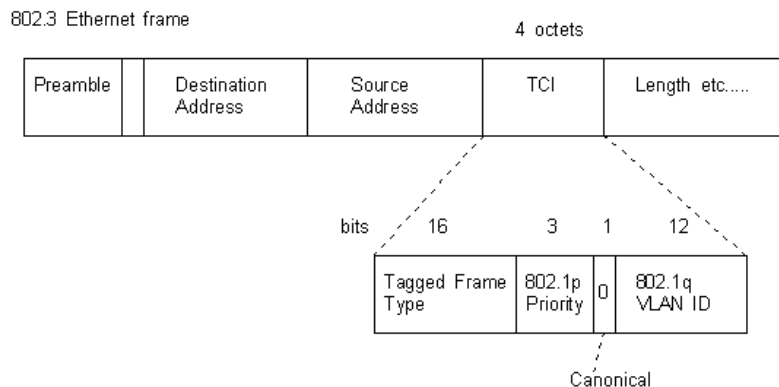 802.3 Ethernet frame
4 octets
Preamble
Destination
Address
Source
Address
TCI
Length etc.....
bits 16 3 1 12
Tagged Frame
Type
802.1p
Priority
0
802.1q
VLAN ID
Canonical